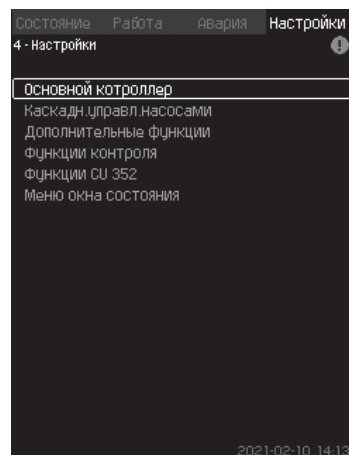 Состояние Работа Авария Настройки
4 - Настройки
Основной котроллер
Каскадн.управл.насосами
Дополнительные функции
Функции контроля
Функции CU 352
Меню окна состояния
2021-02-10 14:13